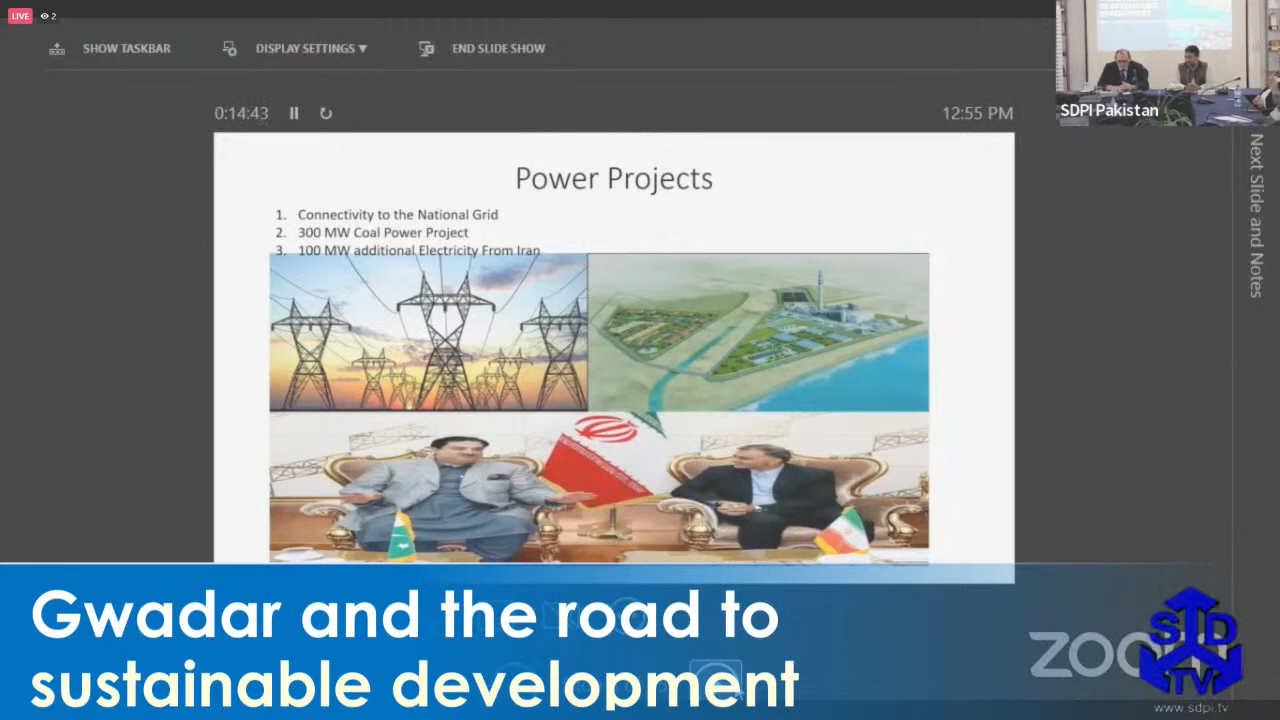 LIVE 2
SHOW TASKBAR
DISPLAY SETTINGS ▼
END SLIDE SHOW
0:14:43
12:55 PM
SDPI Pakistan
Next Slide and Notes
Power Projects
1. Connectivity to the National Grid
2. 300 MW Coal Power Project
3. 100 MW additional Electricity From Iran
Gwadar and the road to
sustainable development
zoom
SDTV
www.sdpi.tv